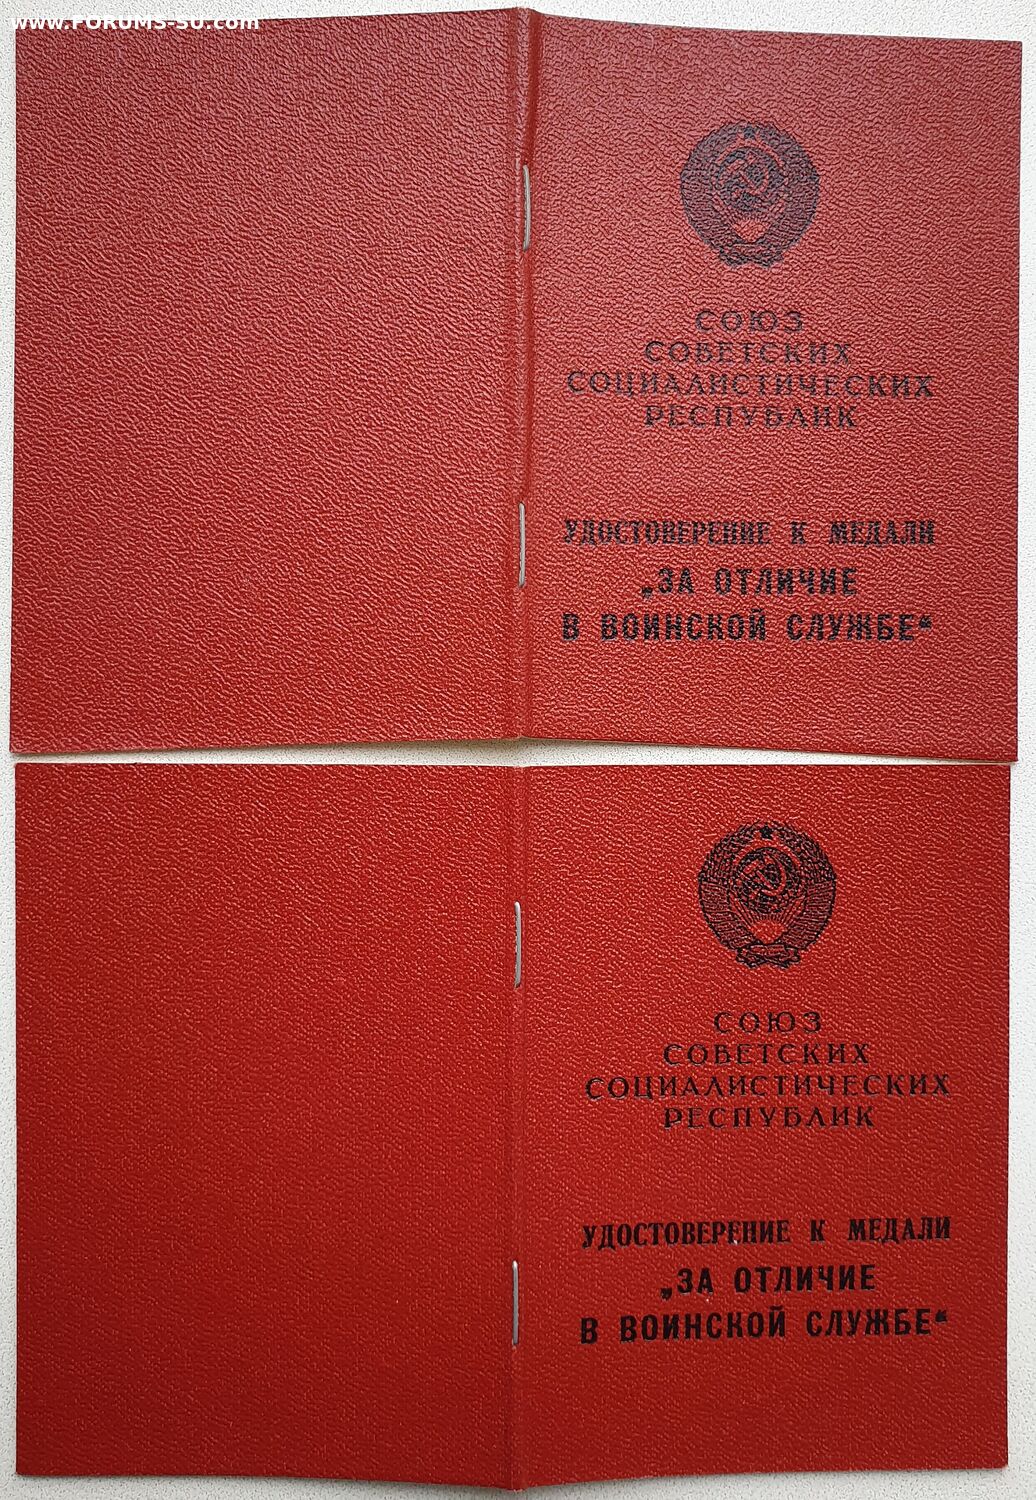 www.FORUMS-SU.com
СОЮЗ
СОВЕТСКИХ
СОЦИАЛИСТИЧЕСКИХ
РЕСПУБЛИК
УДОСТОВЕРЕНИЕ К МЕДАЛИ
„ЗА ОТЛИЧИЕ
В ВОИНСКОЙ СЛУЖБЕ“
СОЮЗ
СОВЕТСКИХ
СОЦИАЛИСТИЧЕСКИХ
РЕСПУБЛИК
УДОСТОВЕРЕНИЕ К МЕДАЛИ
„ЗА ОТЛИЧИЕ
В ВОИНСКОЙ СЛУЖБЕ“